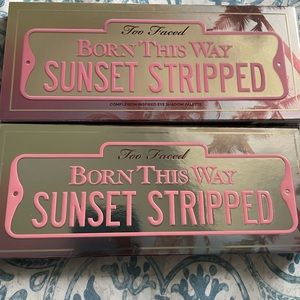 Too Faced
BORN THIS WAY
SUNSET STRIPPED
COMPLEXION-INSPIRED EYE SHADOW PALETTE
Too Faced
BORN THIS WAY
SUNSET STRIPPED